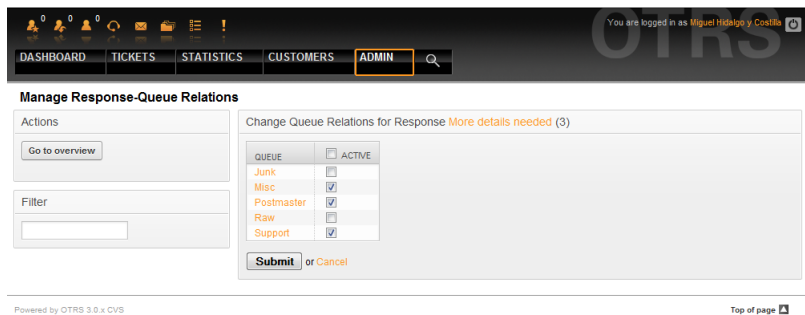 0 0 0
You are logged in as Miguel Hidalgo y Costilla
OTRS
DASHBOARD TICKETS STATISTICS CUSTOMERS ADMIN
Manage Response-Queue Relations
Actions
Go to overview
Filter
Change Queue Relations for Response More details needed (3)
QUEUE ACTIVE
Junk
Misc
Postmaster
Raw
Support
Submit or Cancel
Powered by OTRS 3.0.x CVS
Top of page